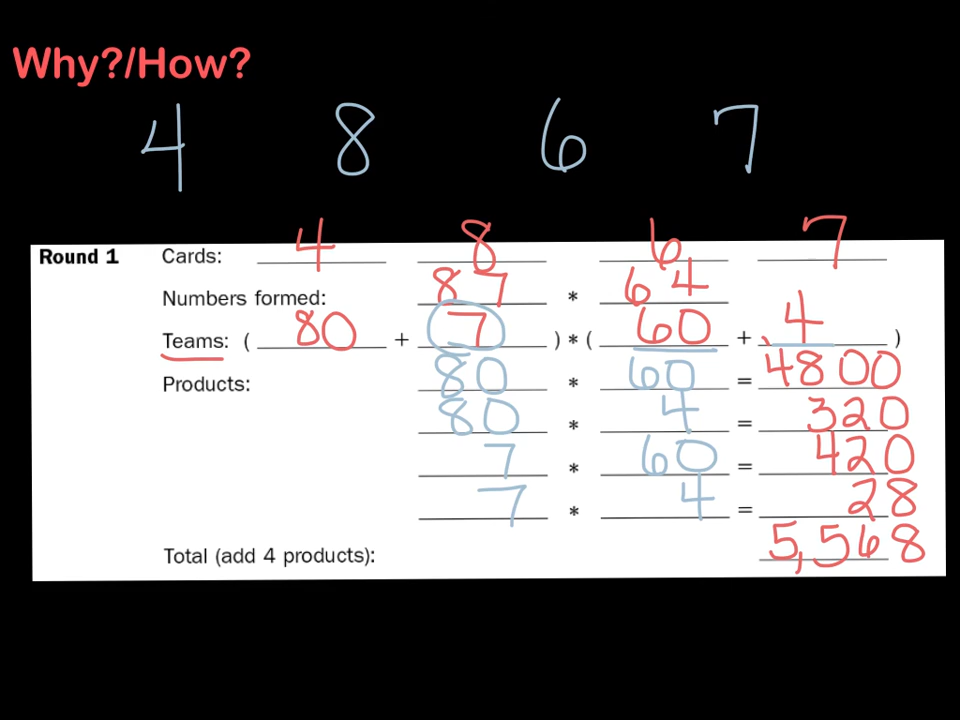 Why?/How?
4 8 6 7
Round 1 Cards: 4 8 6 7
Numbers formed: 87 * 64
Teams: ( 80 + 7 ) * ( 60 + 4 )
Products: 80 * 60 = 4800
80 * 4 = 320
7 * 60 = 420
7 * 4 = 28
Total (add 4 products): 5,568